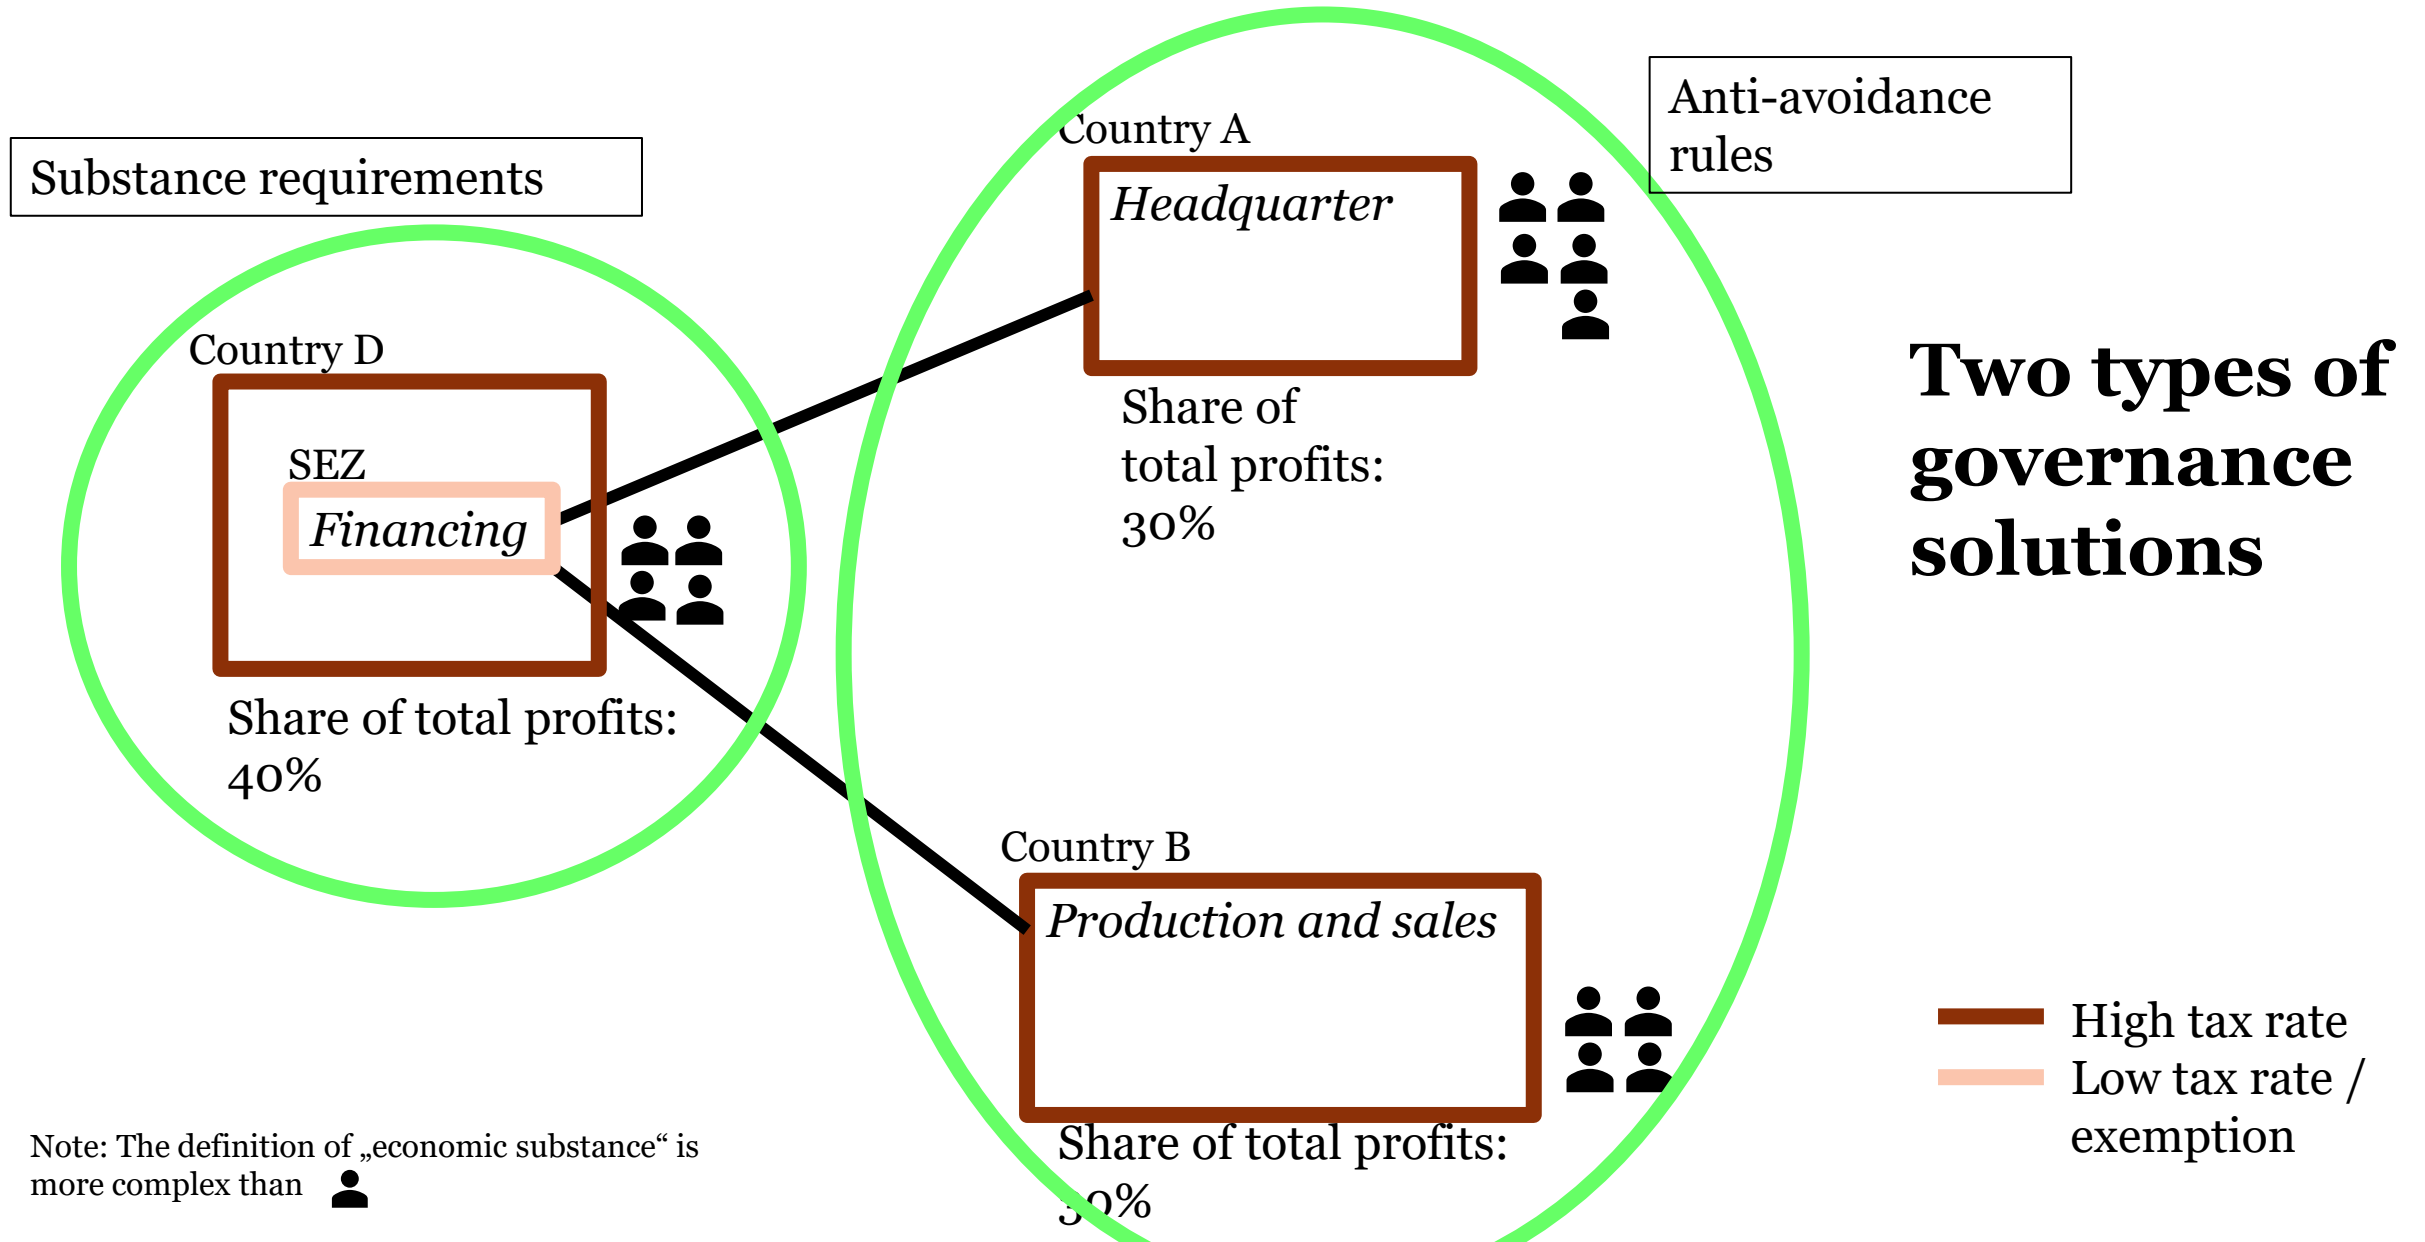 Substance requirements
Country A
Anti-avoidance
rules
Headquarter
Share of
total profits:
30%
Country D
SEZ
Financing
Share of total profits:
40%
Two types of
governance
solutions
Country B
Production and sales
Share of total profits:
30%
High tax rate
Low tax rate /
exemption
Note: The definition of „economic substance“ is
more complex than